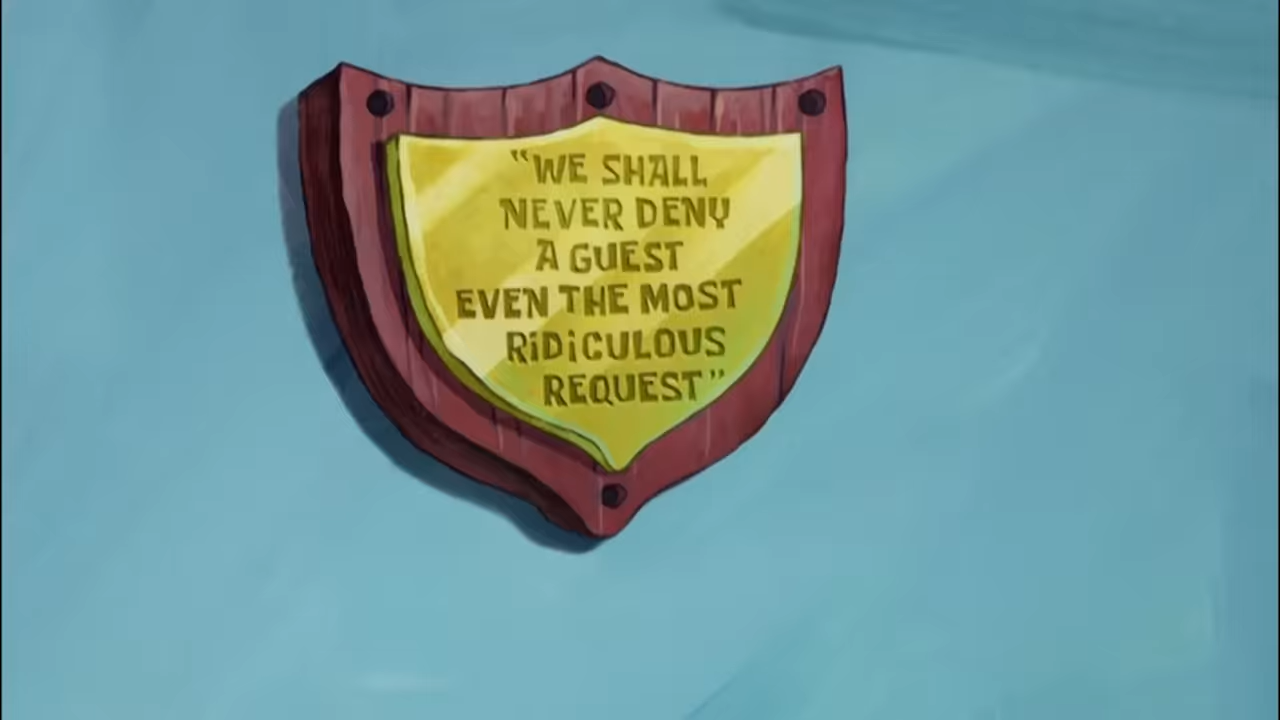 "WE SHALL
NEVER DENY
A GUEST
EVEN THE MOST
RiDiCULOUS
REQUEST"